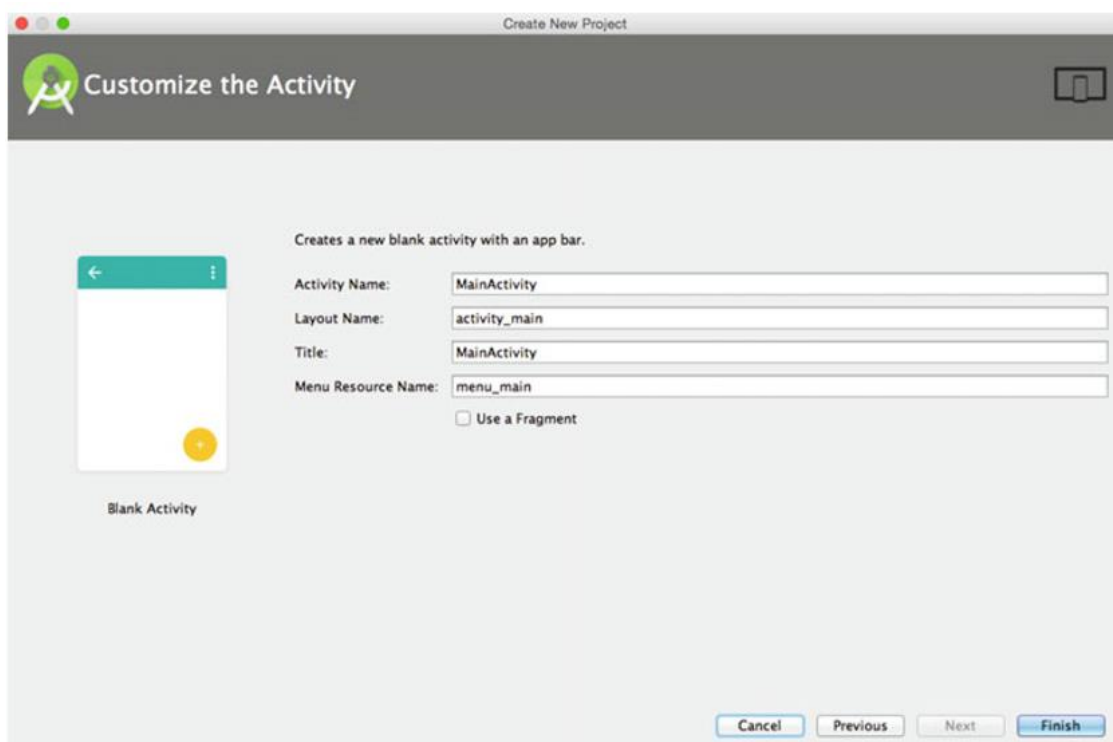 Create New Project
Customize the Activity
Creates a new blank activity with an app bar.
Activity Name: MainActivity
Layout Name: activity_main
Title: MainActivity
Menu Resource Name: menu_main
Use a Fragment
Blank Activity
Cancel Previous Next Finish